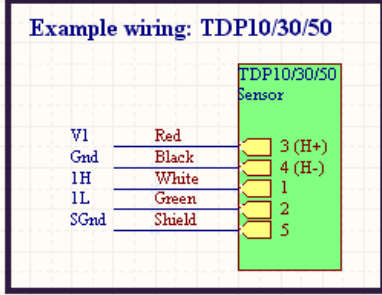 Example wiring: TDP10/30/50
TDP10/30/50
Sensor
V1 Red 3 (H+)
Gnd Black 4 (H-)
1H White 1
1L Green 2
SGnd Shield 5